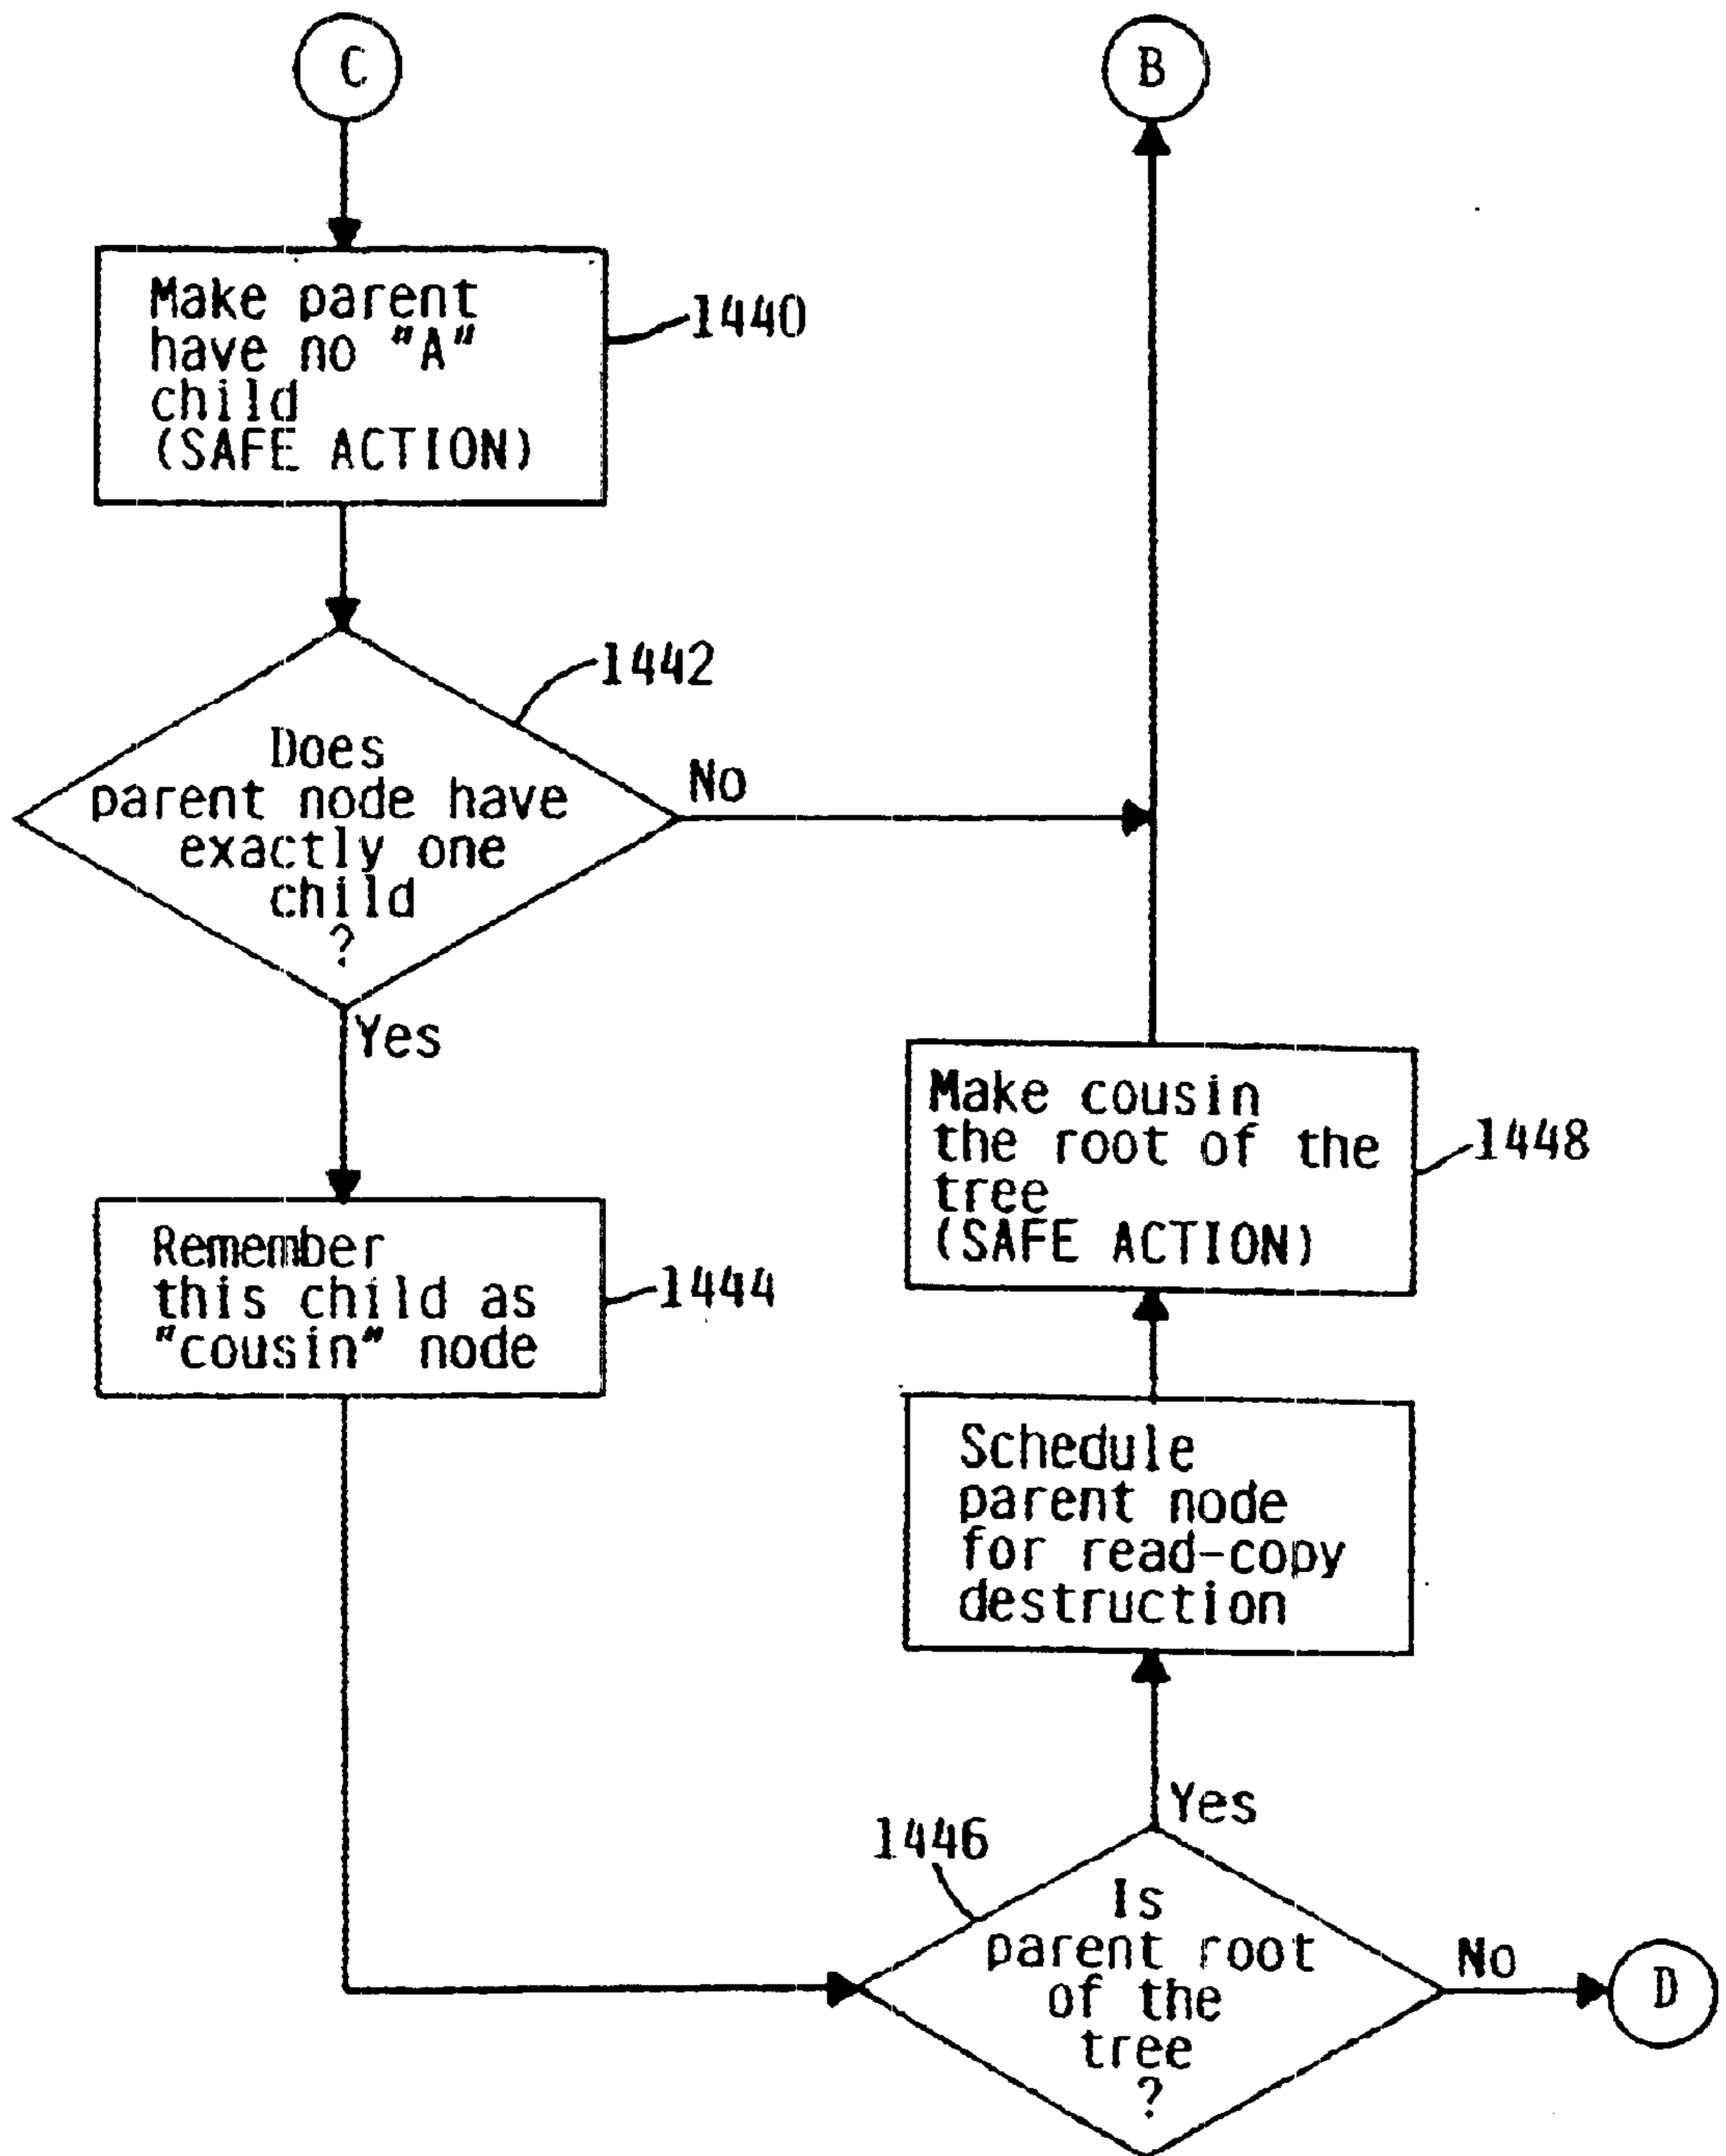 C
B
Make parent
have no "A"
child
(SAFE ACTION)
1440
1442
Does
parent node have
exactly one
child
?
No
Yes
Remember
this child as
"cousin" node
1444
Make cousin
the root of the
tree
(SAFE ACTION)
1448
Schedule
parent node
for read-copy
destruction
Yes
1446
Is
parent root
of the
tree
?
No
D